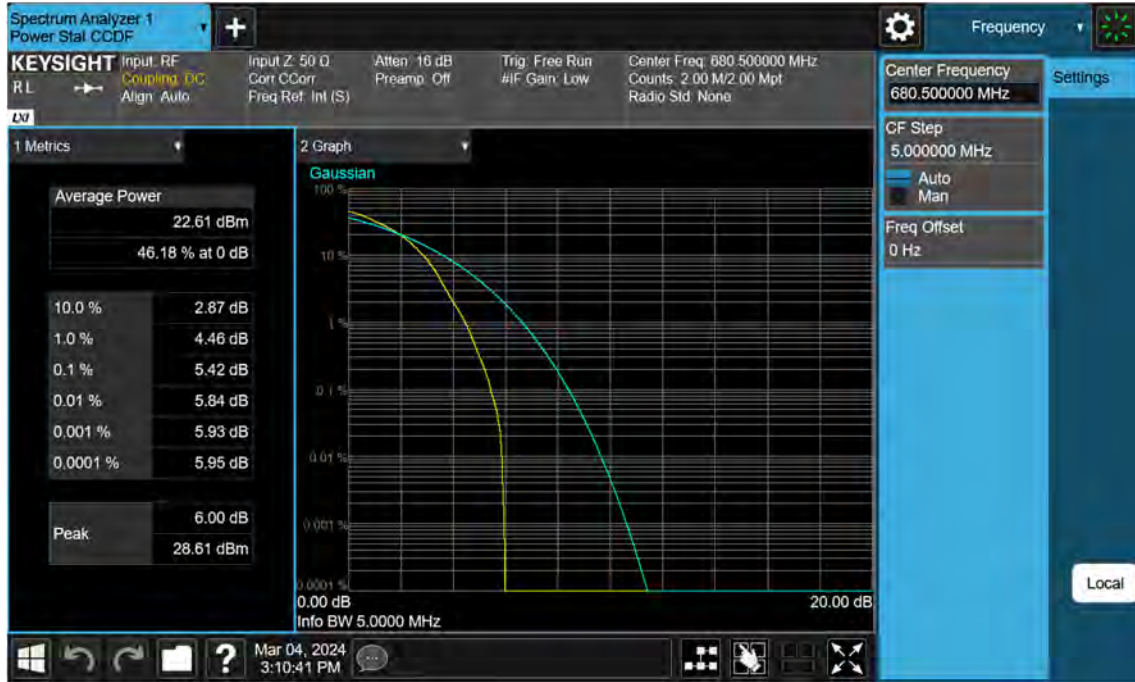 Spectrum Analyzer 1
Power Stat CCDF
Frequency
KEYSIGHT
RL
LXI
Input: RF
Coupling: DC
Align: Auto
Input Z: 50 Ω
Corr CCorr
Freq Ref: Int (S)
Atten: 16 dB
Preamp: Off
Trig: Free Run
#IF Gain: Low
Center Freq: 680.500000 MHz
Counts: 2.00 M/2.00 Mpt
Radio Std: None
Center Frequency
680.500000 MHz
Settings
CF Step
5.000000 MHz
Auto
Man
Freq Offset
0 Hz
1 Metrics
Average Power
22.61 dBm
46.18 % at 0 dB
10.0 % 2.87 dB
1.0 % 4.46 dB
0.1 % 5.42 dB
0.01 % 5.84 dB
0.001 % 5.93 dB
0.0001 % 5.95 dB
Peak 6.00 dB
28.61 dBm
2 Graph
Gaussian
100 %
10 %
1 %
0.1 %
0.01 %
0.001 %
0.0001 %
0.00 dB 20.00 dB
Info BW 5.0000 MHz
Local
? Mar 04, 2024
3:10:41 PM